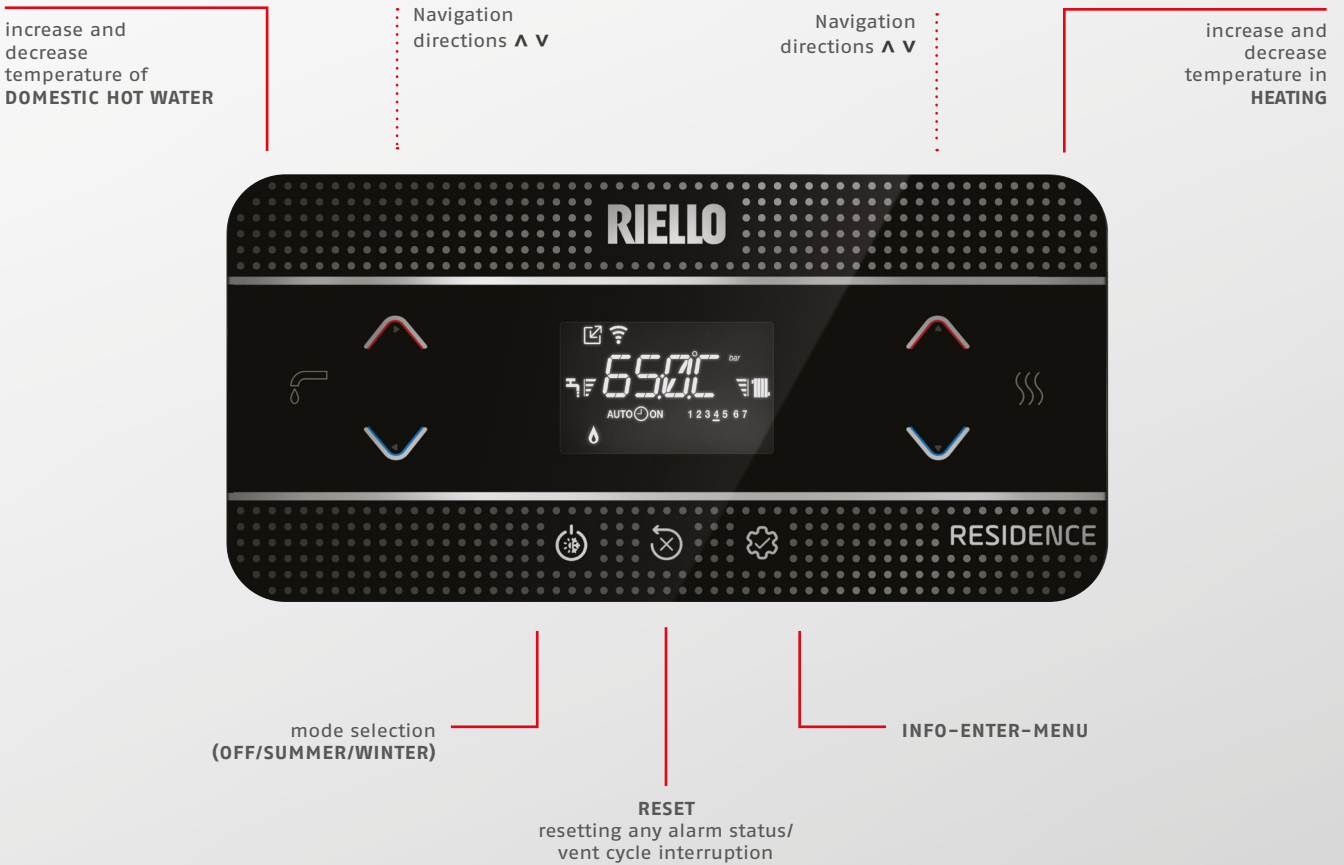 increase and
decrease
temperature of
DOMESTIC HOT WATER
Navigation
directions ∧ ∨
Navigation
directions ∧ ∨
increase and
decrease
temperature in
HEATING
RIELLO
65.0.°C bar
AUTO ON 1 2 3 4 5 6 7
RESIDENCE
mode selection
(OFF/SUMMER/WINTER)
INFO-ENTER-MENU
RESET
resetting any alarm status/
vent cycle interruption